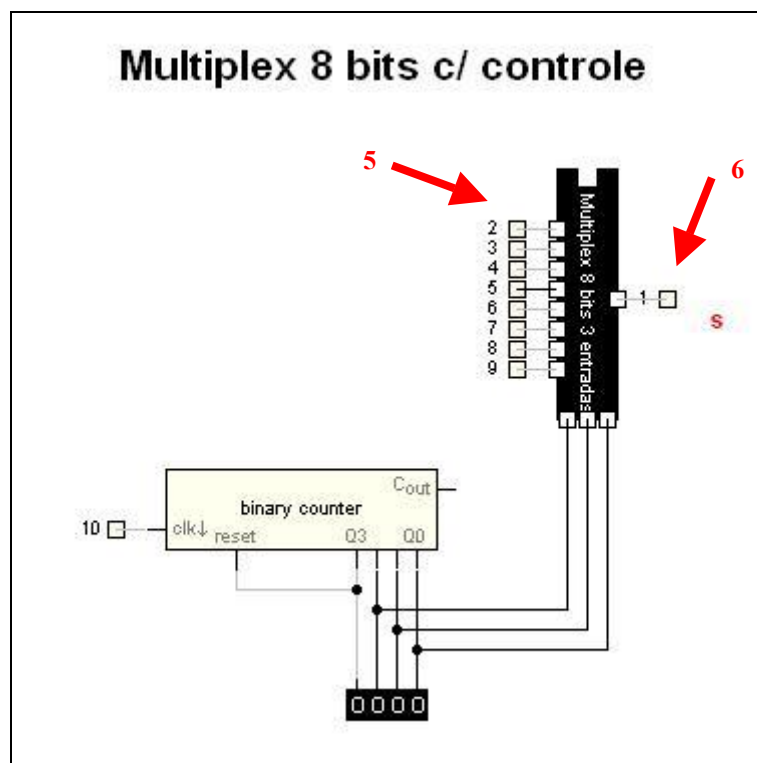 Multiplex 8 bits c/ controle
5
6
2
3
4
5
6
7
8
9
Multiplex 8 bits 3 entradas
1
s
Cout
binary counter
10
clk↓
reset
Q3
Q0
0000